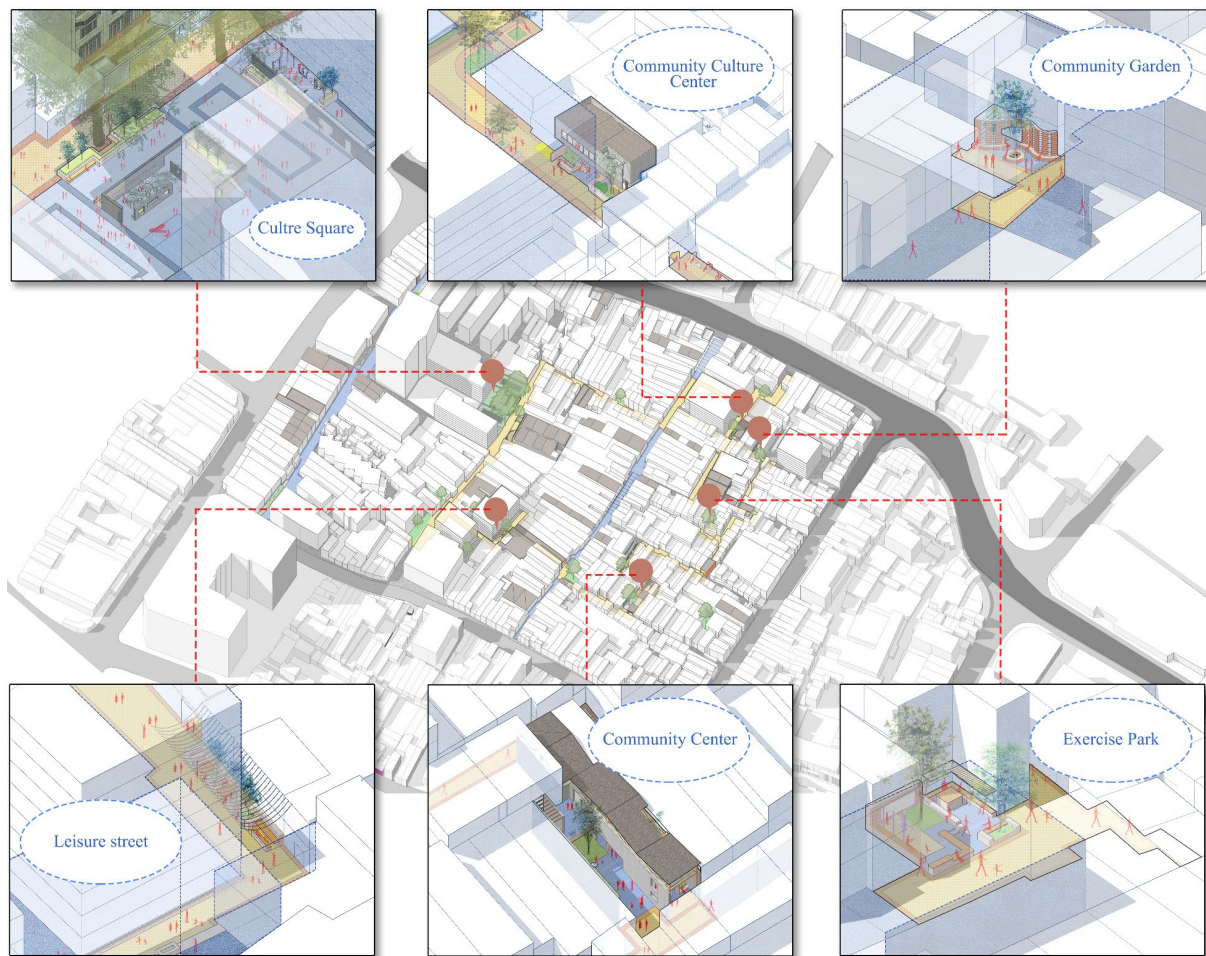 Cultre Square
Community Culture
Center
Community Garden
Leisure street
Community Center
Exercise Park